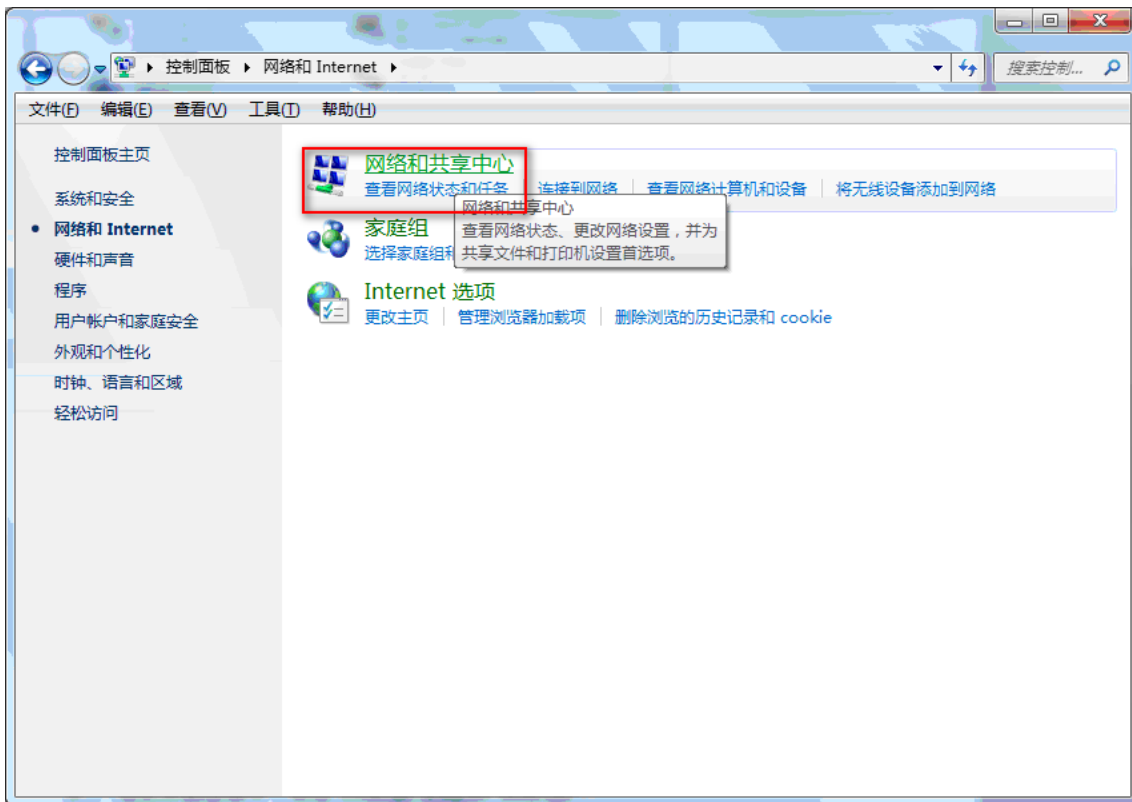 控制面板 网络和 Internet 搜索控制...
文件(F) 编辑(E) 查看(V) 工具(T) 帮助(H)
控制面板主页
系统和安全
网络和 Internet
硬件和声音
程序
用户帐户和家庭安全
外观和个性化
时钟、语言和区域
轻松访问
网络和共享中心
查看网络状态和任务 连接到网络 查看网络计算机和设备 将无线设备添加到网络
网络和共享中心
查看网络状态、更改网络设置，并为
共享文件和打印机设置首选项。
家庭组
选择家庭组和
Internet 选项
更改主页 管理浏览器加载项 删除浏览的历史记录和 cookie